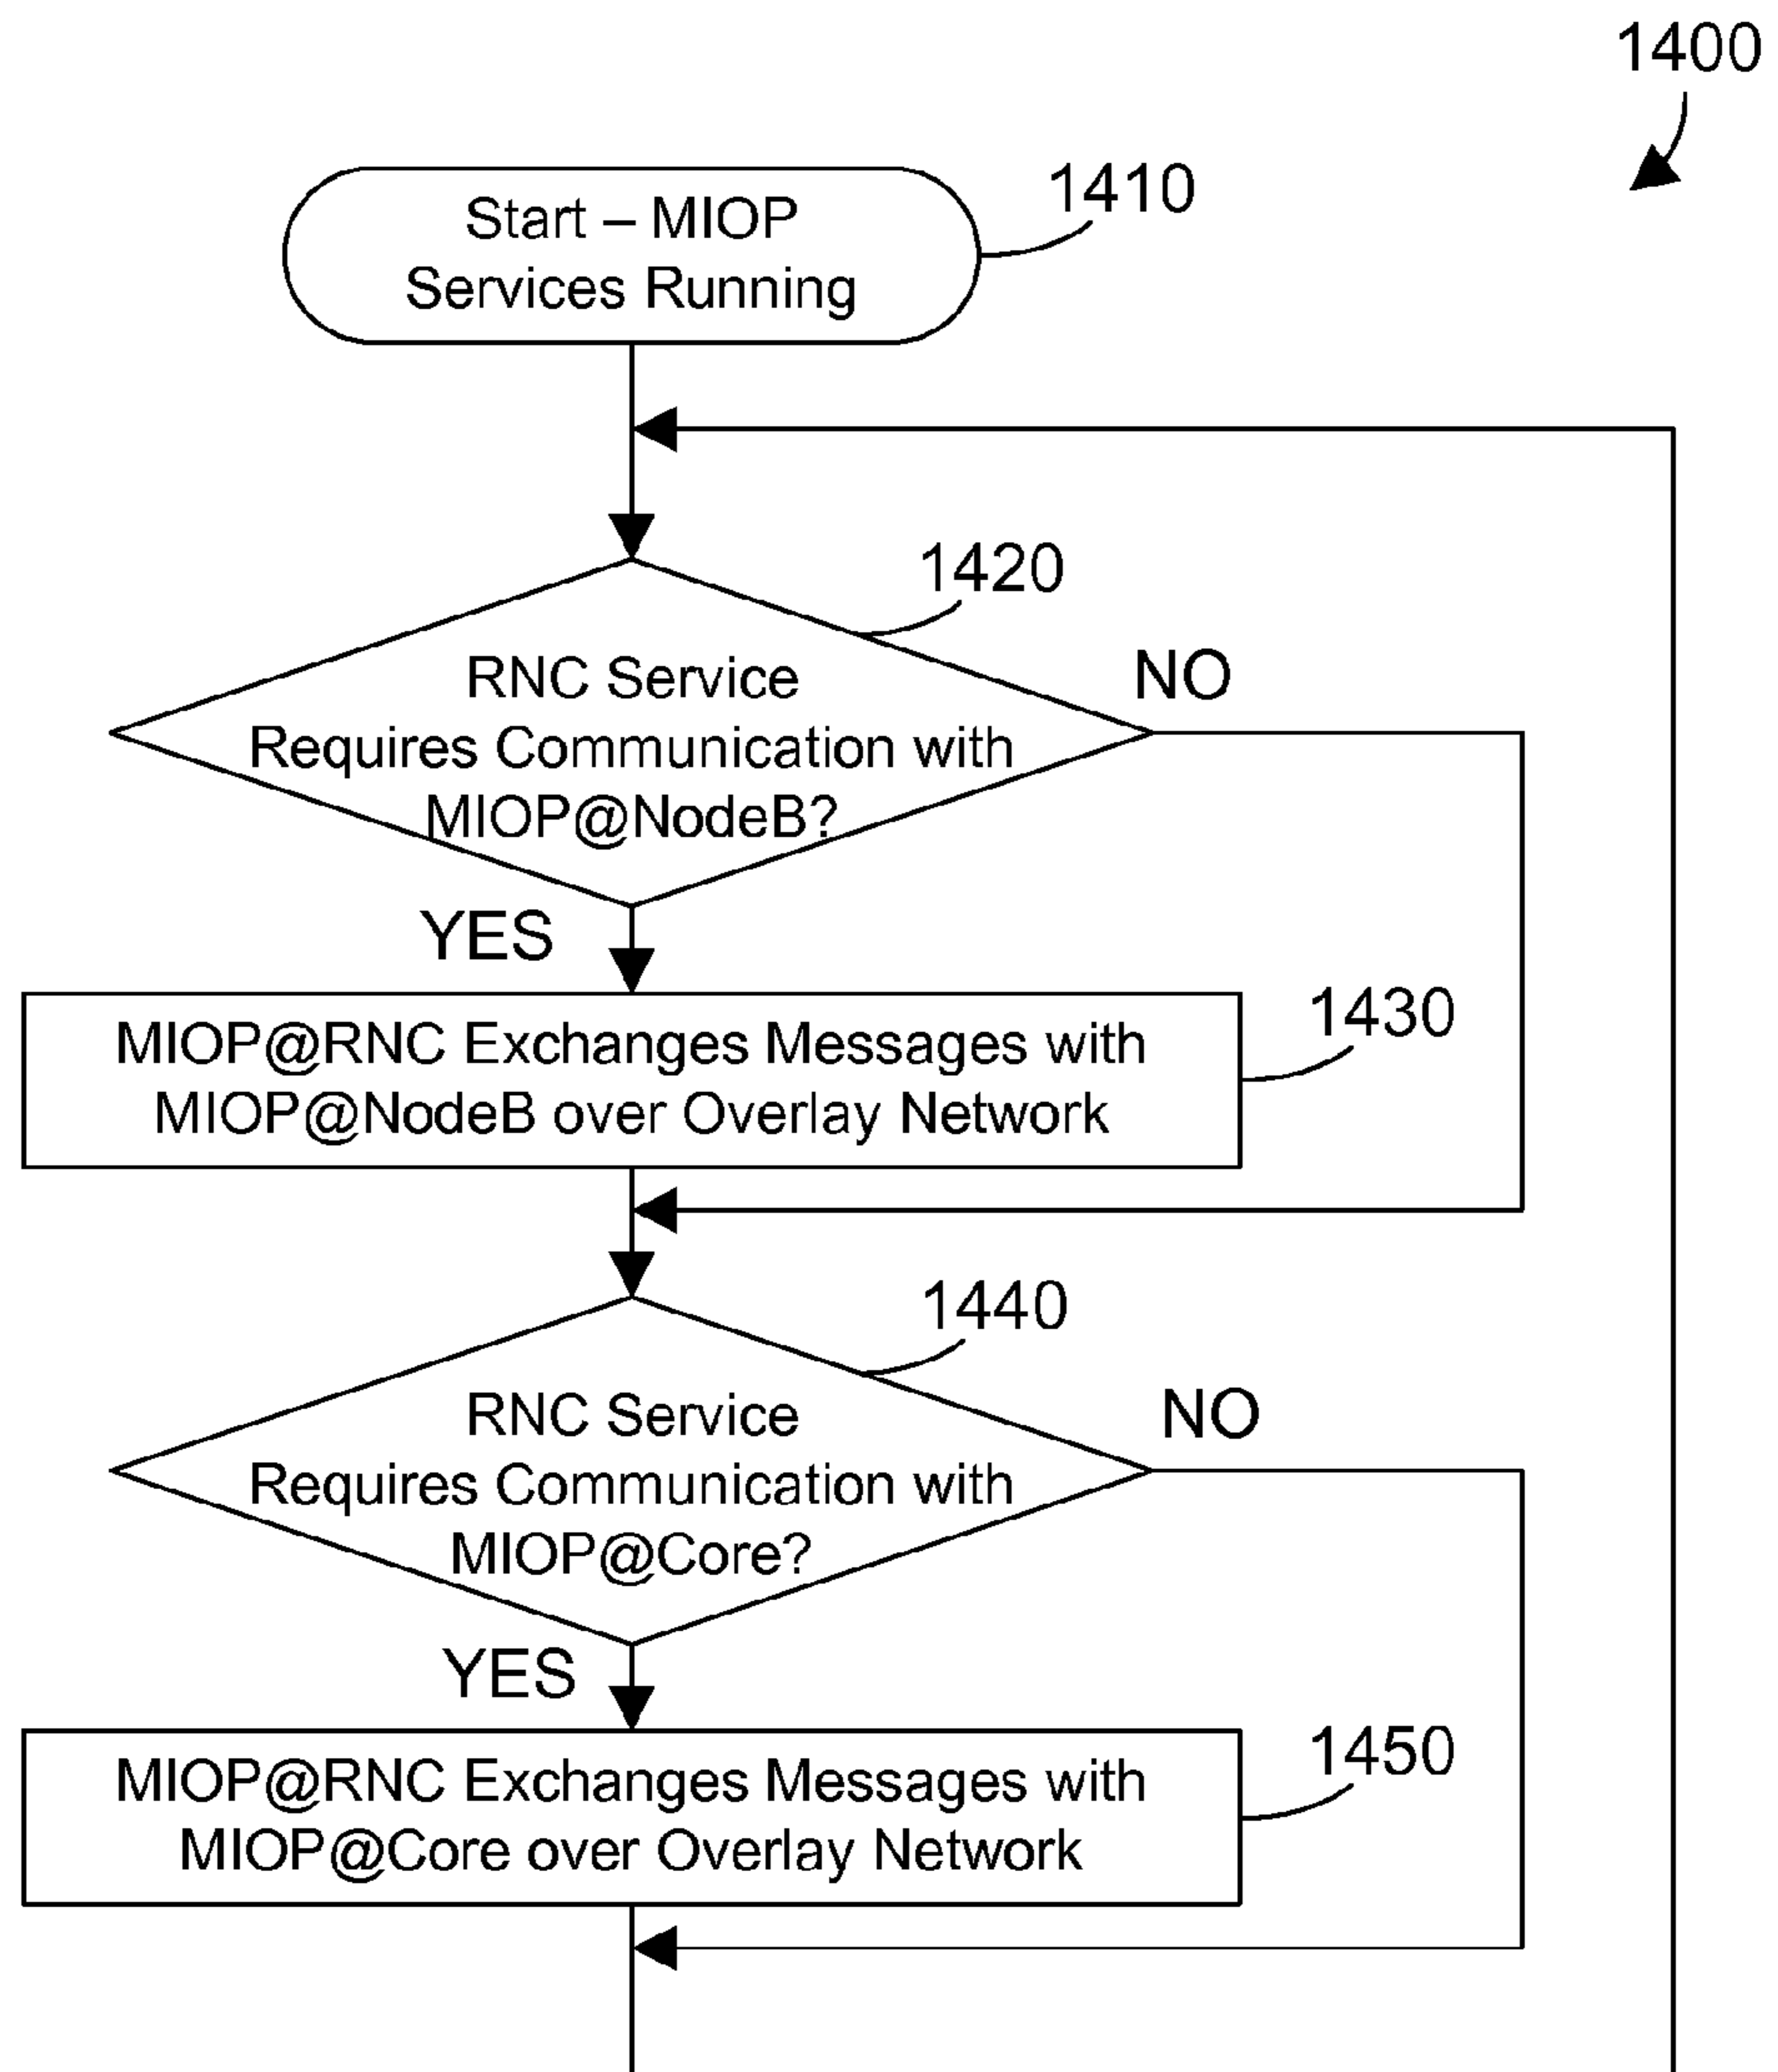 1400
Start – MIOP
Services Running
1410
1420
RNC Service
Requires Communication with
MIOP@NodeB?
NO
YES
1430
MIOP@RNC Exchanges Messages with
MIOP@NodeB over Overlay Network
1440
RNC Service
Requires Communication with
MIOP@Core?
NO
YES
1450
MIOP@RNC Exchanges Messages with
MIOP@Core over Overlay Network